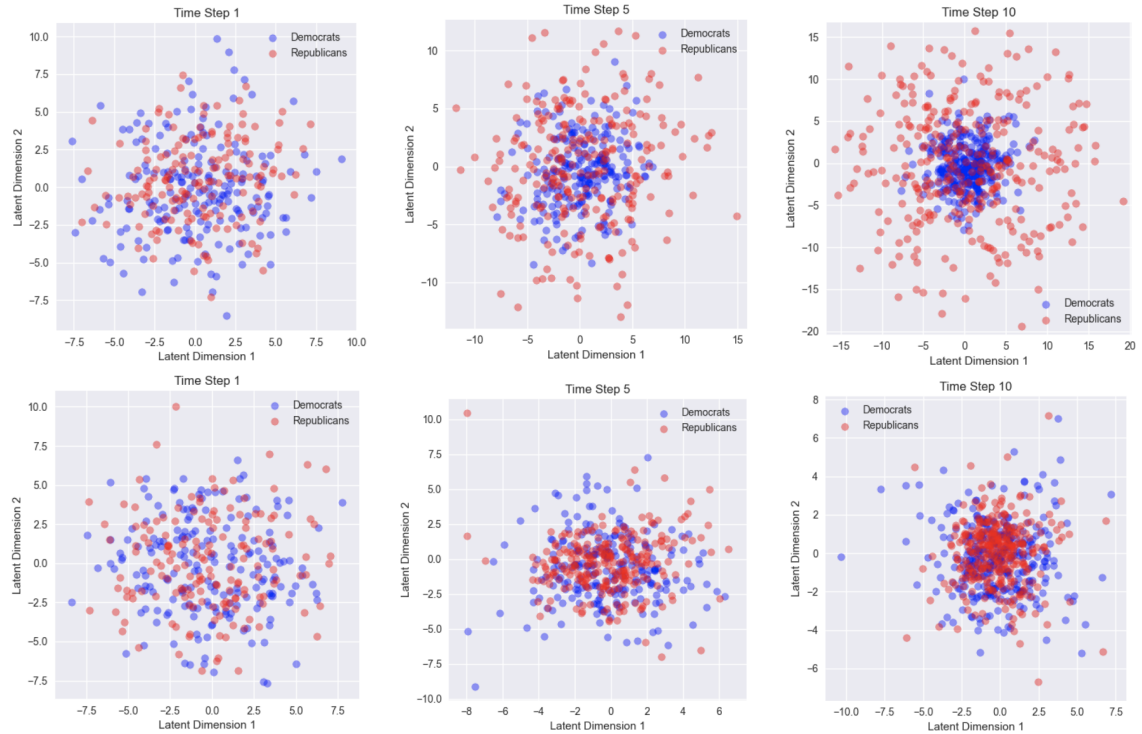 Time Step 1
10.0
7.5
5.0
2.5
0.0
−2.5
−5.0
−7.5
Latent Dimension 2
Democrats
Republicans
−7.5 −5.0 −2.5 0.0 2.5 5.0 7.5 10.0
Latent Dimension 1
Time Step 5
10
5
0
−5
−10
Latent Dimension 2
Democrats
Republicans
−10 −5 0 5 10 15
Latent Dimension 1
Time Step 10
15
10
5
0
−5
−10
−15
−20
Latent Dimension 2
Democrats
Republicans
−15 −10 −5 0 5 10 15 20
Latent Dimension 1
Time Step 1
10.0
7.5
5.0
2.5
0.0
−2.5
−5.0
−7.5
Latent Dimension 2
Democrats
Republicans
−7.5 −5.0 −2.5 0.0 2.5 5.0 7.5
Latent Dimension 1
Time Step 5
10.0
7.5
5.0
2.5
0.0
−2.5
−5.0
−7.5
−10.0
Latent Dimension 2
Democrats
Republicans
−8 −6 −4 −2 0 2 4 6
Latent Dimension 1
Time Step 10
8
6
4
2
0
−2
−4
−6
Latent Dimension 2
Democrats
Republicans
−10.0 −7.5 −5.0 −2.5 0.0 2.5 5.0 7.5
Latent Dimension 1